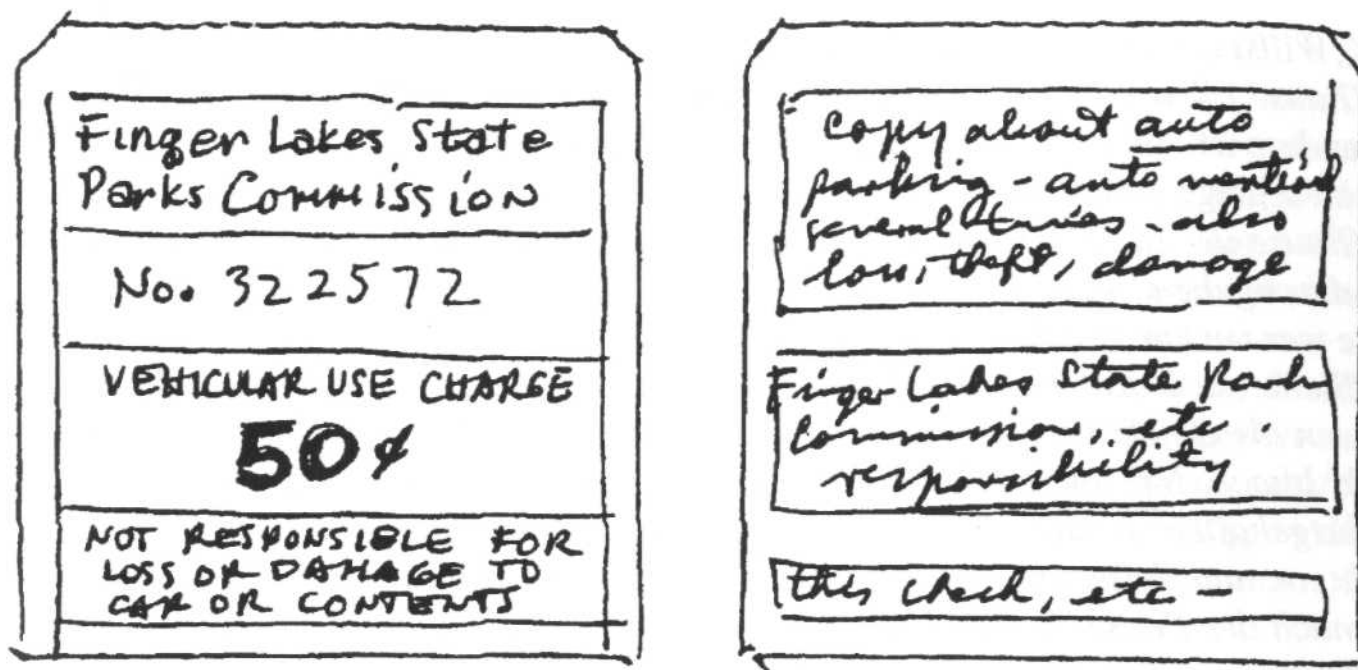 Finger Lakes State
Parks Commission
No. 322572
VEHICULAR USE CHARGE
50¢
NOT RESPONSIBLE FOR
LOSS OR DAMAGE TO
CAR OR CONTENTS
Copy about auto
parking - auto mentioned
several times - also
loss, theft, damage
Finger Lakes State Park
Commission, etc.
responsibility
this check, etc -